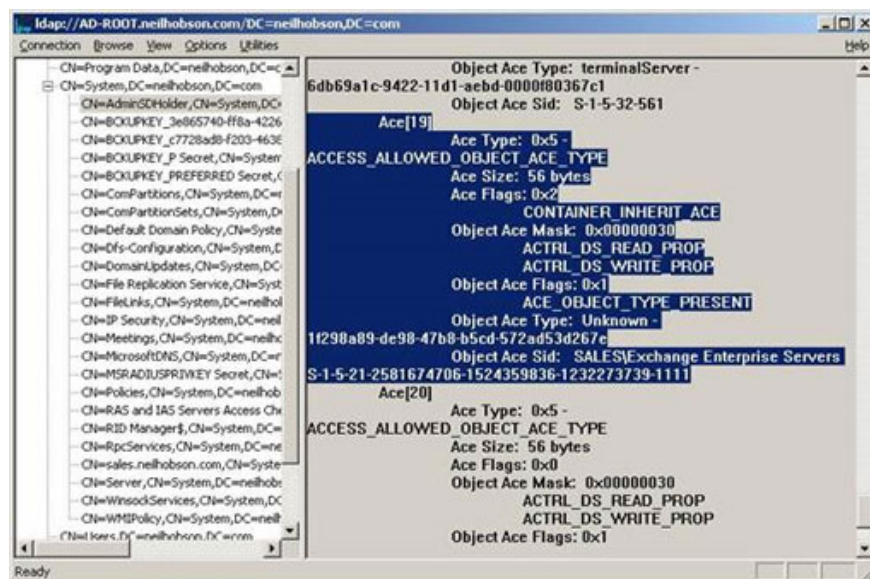 ldap://AD-ROOT.neilhobson.com/DC=neilhobson,DC=com
Connection Browse View Options Utilities Help
CN=Program Data,DC=neilhobson,DC=c
CN=System,DC=neilhobson,DC=com
CN=AdminSDHolder,CN=System,DC=
CN=BCKUPKEY_3e865740-ff8a-4226
CN=BCKUPKEY_c7728ad8-f203-4638
CN=BCKUPKEY_P Secret,CN=System
CN=BCKUPKEY_PREFERRED Secret,C
CN=ComPartitions,CN=System,DC=r
CN=ComPartitionSets,CN=System,D
CN=Default Domain Policy,CN=Syste
CN=Dfs-Configuration,CN=System,D
CN=DomainUpdates,CN=System,DC=
CN=File Replication Service,CN=Syst
CN=FileLinks,CN=System,DC=neilhol
CN=IP Security,CN=System,DC=neil
CN=Meetings,CN=System,DC=neilho
CN=MicrosoftDNS,CN=System,DC=r
CN=MSRADIUSPRIVKEY Secret,CN=S
CN=Policies,CN=System,DC=neilhob
CN=RAS and IAS Servers Access Che
CN=RID Manager$,CN=System,DC=
CN=RpcServices,CN=System,DC=ne
CN=sales.neilhobson.com,CN=Syste
CN=Server,CN=System,DC=neilhobs
CN=WinsockServices,CN=System,DC
CN=WMIPolicy,CN=System,DC=neilh
CN=Users,DC=neilhobson,DC=com
Object Ace Type: terminalServer -
6db69a1c-9422-11d1-aebd-0000f80367c1
Object Ace Sid: S-1-5-32-561
Ace[19]
Ace Type: 0x5 -
ACCESS_ALLOWED_OBJECT_ACE_TYPE
Ace Size: 56 bytes
Ace Flags: 0x2
CONTAINER_INHERIT_ACE
Object Ace Mask: 0x00000030
ACTRL_DS_READ_PROP
ACTRL_DS_WRITE_PROP
Object Ace Flags: 0x1
ACE_OBJECT_TYPE_PRESENT
Object Ace Type: Unknown -
1f298a89-de98-47b8-b5cd-572ad53d267e
Object Ace Sid: SALES\Exchange Enterprise Servers
S-1-5-21-2581674706-1524359836-1232273739-1111
Ace[20]
Ace Type: 0x5 -
ACCESS_ALLOWED_OBJECT_ACE_TYPE
Ace Size: 56 bytes
Ace Flags: 0x0
Object Ace Mask: 0x00000030
ACTRL_DS_READ_PROP
ACTRL_DS_WRITE_PROP
Object Ace Flags: 0x1
Ready